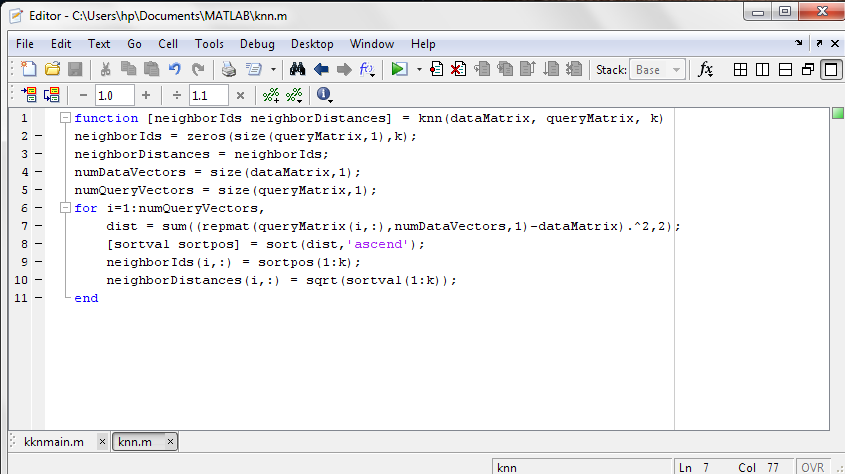 Editor - C:\Users\hp\Documents\MATLAB\knn.m
File Edit Text Go Cell Tools Debug Desktop Window Help
Stack: Base fx
1.0 1.1
1 function [neighborIds neighborDistances] = knn(dataMatrix, queryMatrix, k)
2 neighborIds = zeros(size(queryMatrix,1),k);
3 neighborDistances = neighborIds;
4 numDataVectors = size(dataMatrix,1);
5 numQueryVectors = size(queryMatrix,1);
6 for i=1:numQueryVectors,
7 dist = sum((repmat(queryMatrix(i,:),numDataVectors,1)-dataMatrix).^2,2);
8 [sortval sortpos] = sort(dist,'ascend');
9 neighborIds(i,:) = sortpos(1:k);
10 neighborDistances(i,:) = sqrt(sortval(1:k));
11 end
kknmain.m knn.m
knn Ln 7 Col 77 OVR